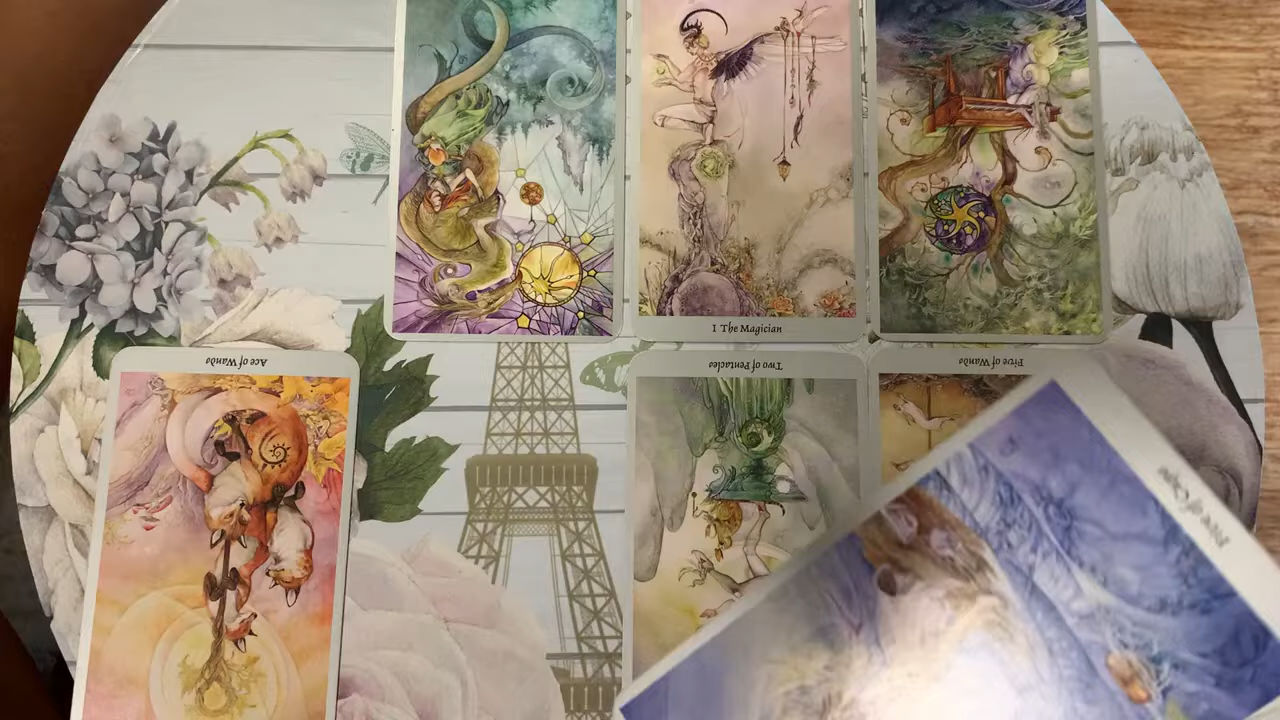 I The Magician
Ace of Wands
Two of Pentacles
Five of Wands